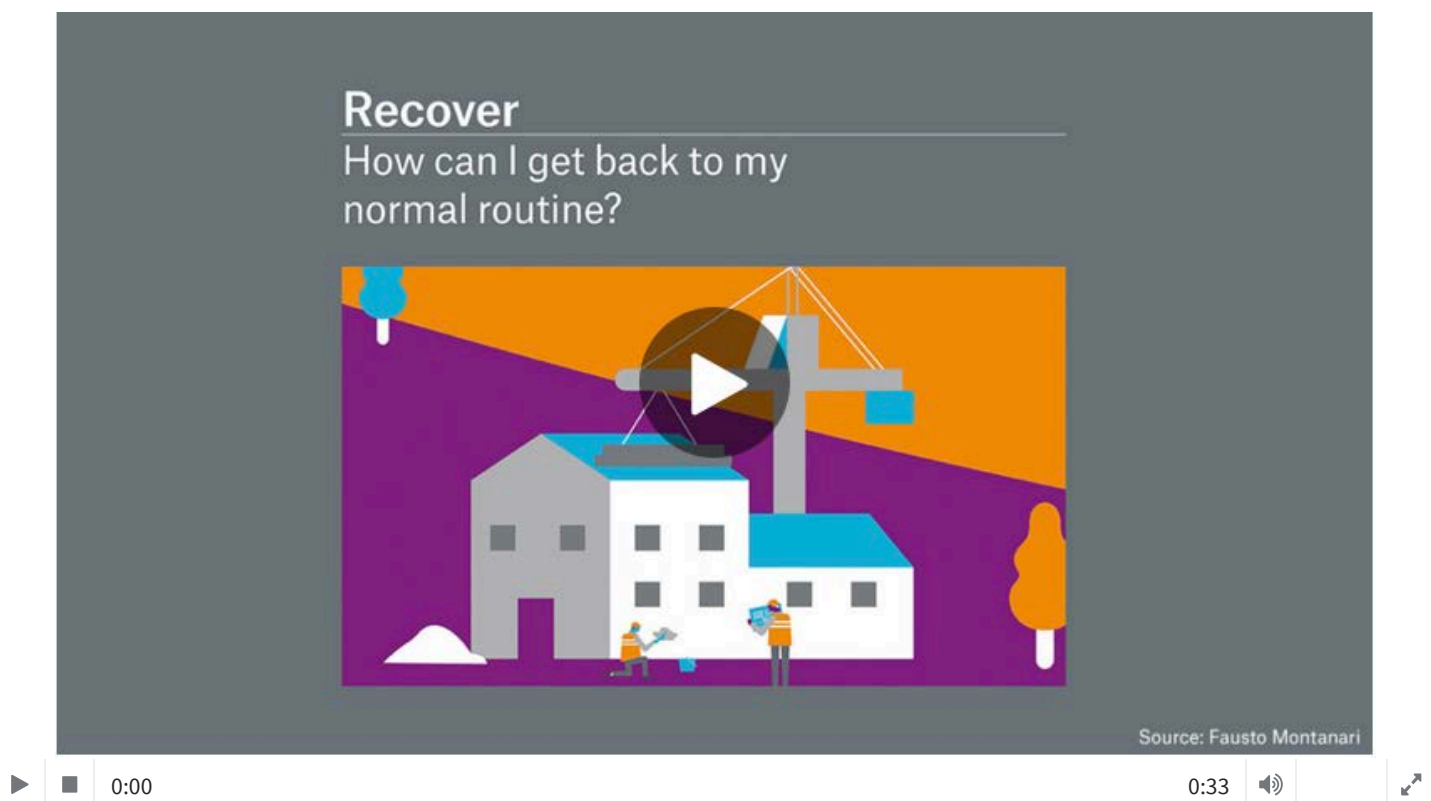 Recover
How can I get back to my
normal routine?
Source: Fausto Montanari
0:00
0:33